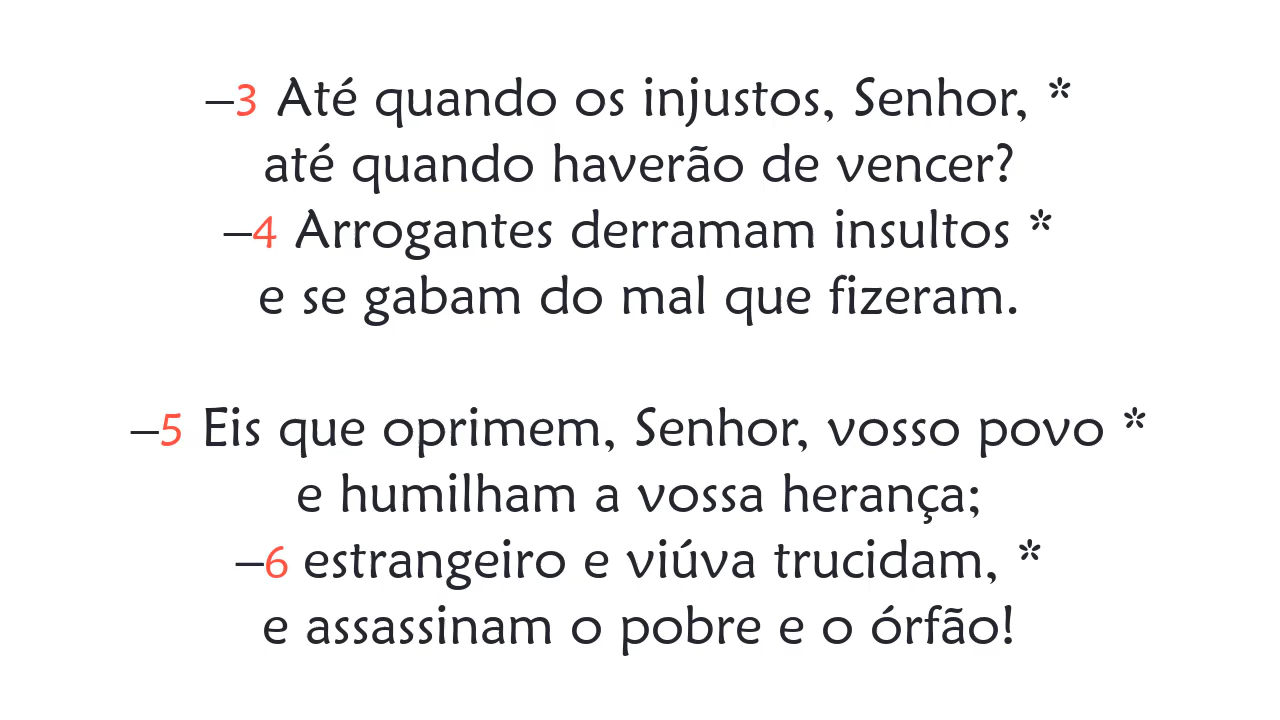 –3 Até quando os injustos, Senhor, *
até quando haverão de vencer?
–4 Arrogantes derramam insultos *
e se gabam do mal que fizeram.
–5 Eis que oprimem, Senhor, vosso povo *
e humilham a vossa herança;
–6 estrangeiro e viúva trucidam, *
e assassinam o pobre e o órfão!